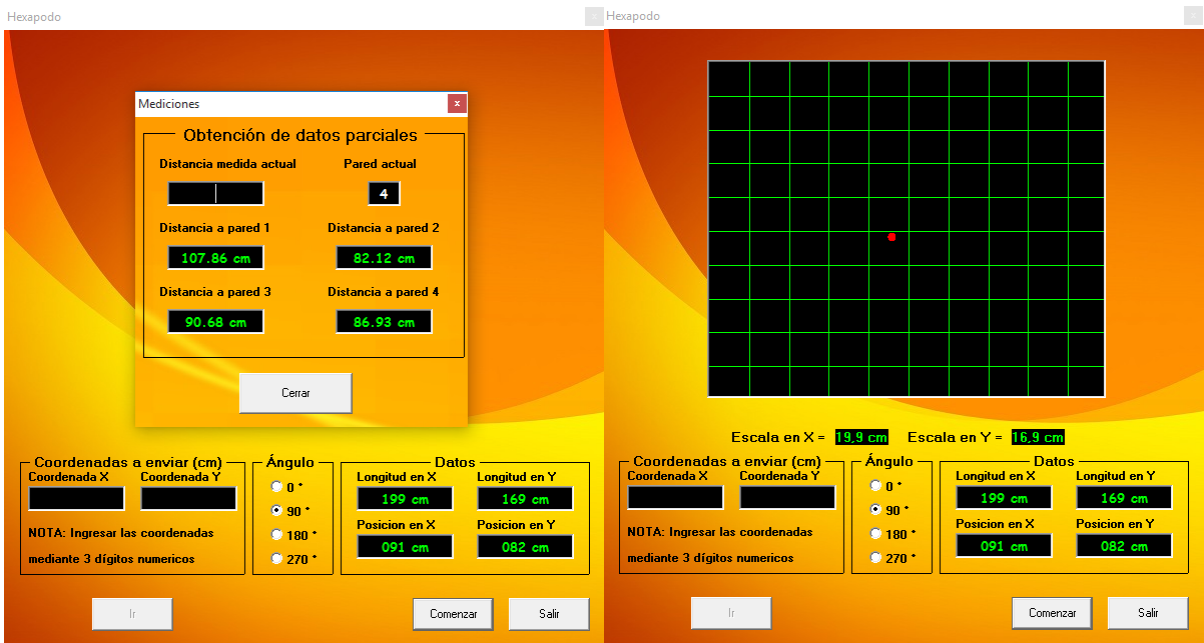 Hexapodo
x
Mediciones
x
Obtención de datos parciales
Distancia medida actual
Pared actual
4
Distancia a pared 1
Distancia a pared 2
107.86 cm
82.12 cm
Distancia a pared 3
Distancia a pared 4
90.68 cm
86.93 cm
Cerrar
Coordenadas a enviar (cm)
Coordenada X
Coordenada Y
NOTA: Ingresar las coordenadas
mediante 3 dígitos numericos
Ángulo
0 °
90 °
180 °
270 °
Datos
Longitud en X
Longitud en Y
199 cm
169 cm
Posicion en X
Posicion en Y
091 cm
082 cm
Ir
Comenzar
Salir
Hexapodo
x
Escala en X = 19,9 cm
Escala en Y = 16,9 cm
Coordenadas a enviar (cm)
Coordenada X
Coordenada Y
NOTA: Ingresar las coordenadas
mediante 3 dígitos numericos
Ángulo
0 °
90 °
180 °
270 °
Datos
Longitud en X
Longitud en Y
199 cm
169 cm
Posicion en X
Posicion en Y
091 cm
082 cm
Ir
Comenzar
Salir